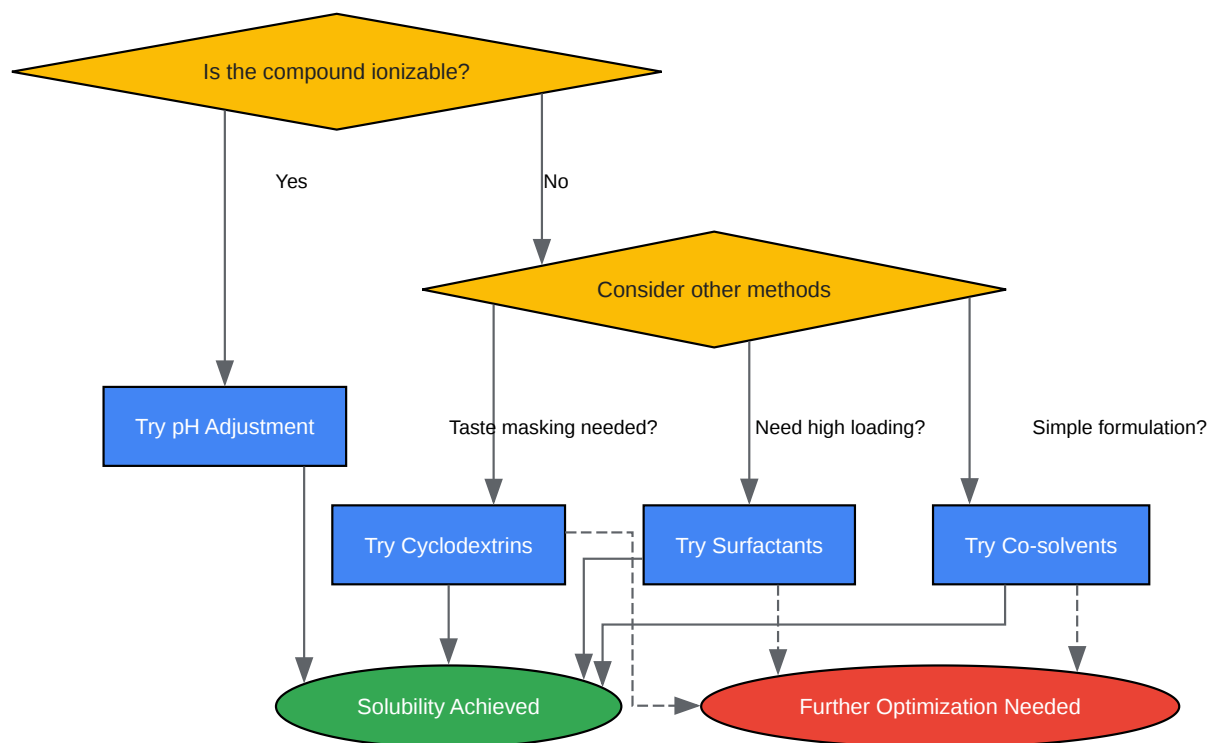 Is the compound ionizable?
Yes
No
Consider other methods
Try pH Adjustment
Taste masking needed?
Need high loading?
Simple formulation?
Try Cyclodextrins
Try Surfactants
Try Co-solvents
Solubility Achieved
Further Optimization Needed